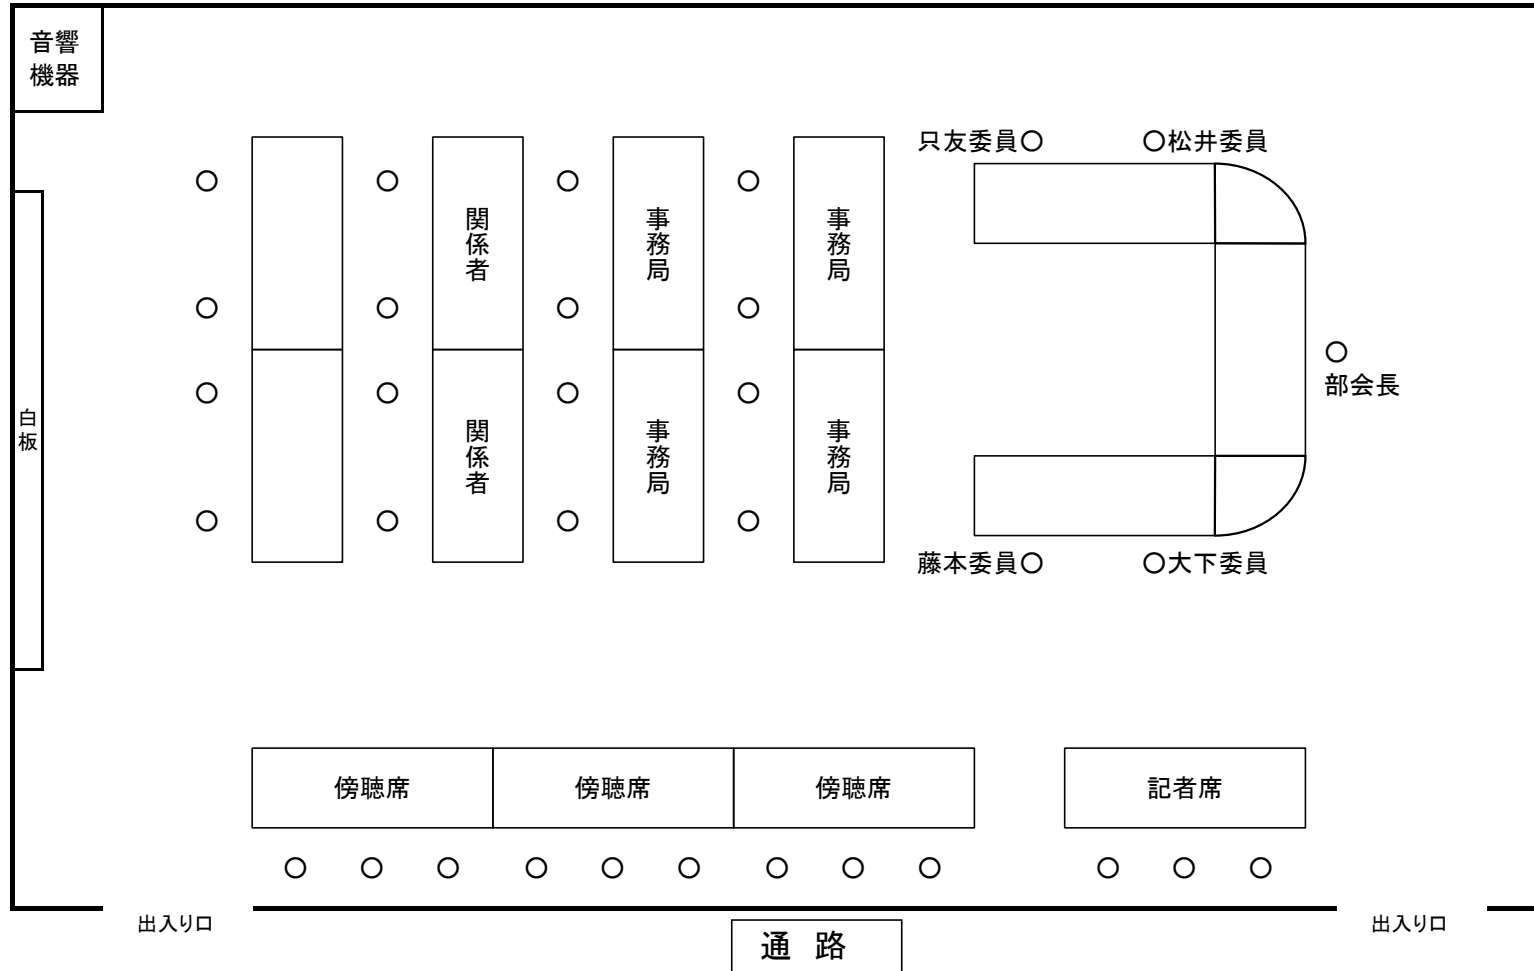 音響
機器
只友委員○
○松井委員
関係者
事務局
事務局
○
部会長
白板
関係者
事務局
事務局
藤本委員○
○大下委員
傍聴席
傍聴席
傍聴席
記者席
出入り口
出入り口
通 路